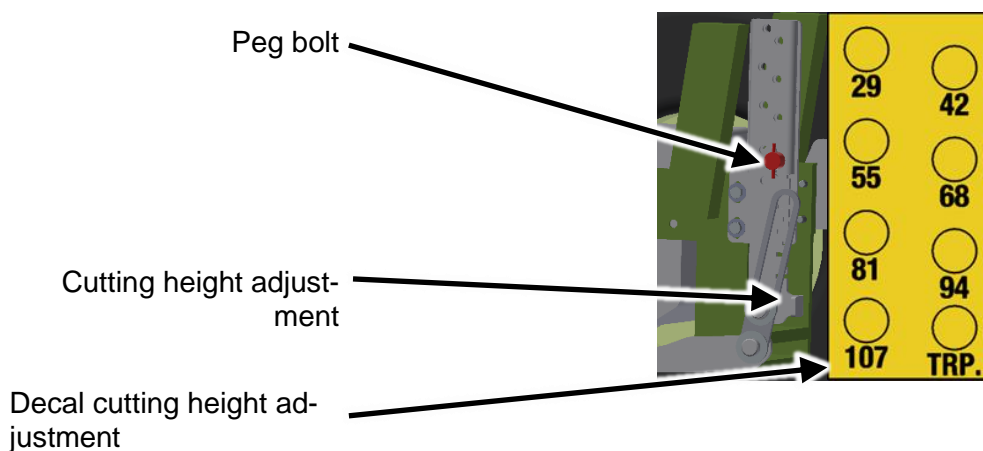 Peg bolt
29
42
55
68
Cutting height adjust-
ment
81
94
107
TRP.
Decal cutting height ad-
justment